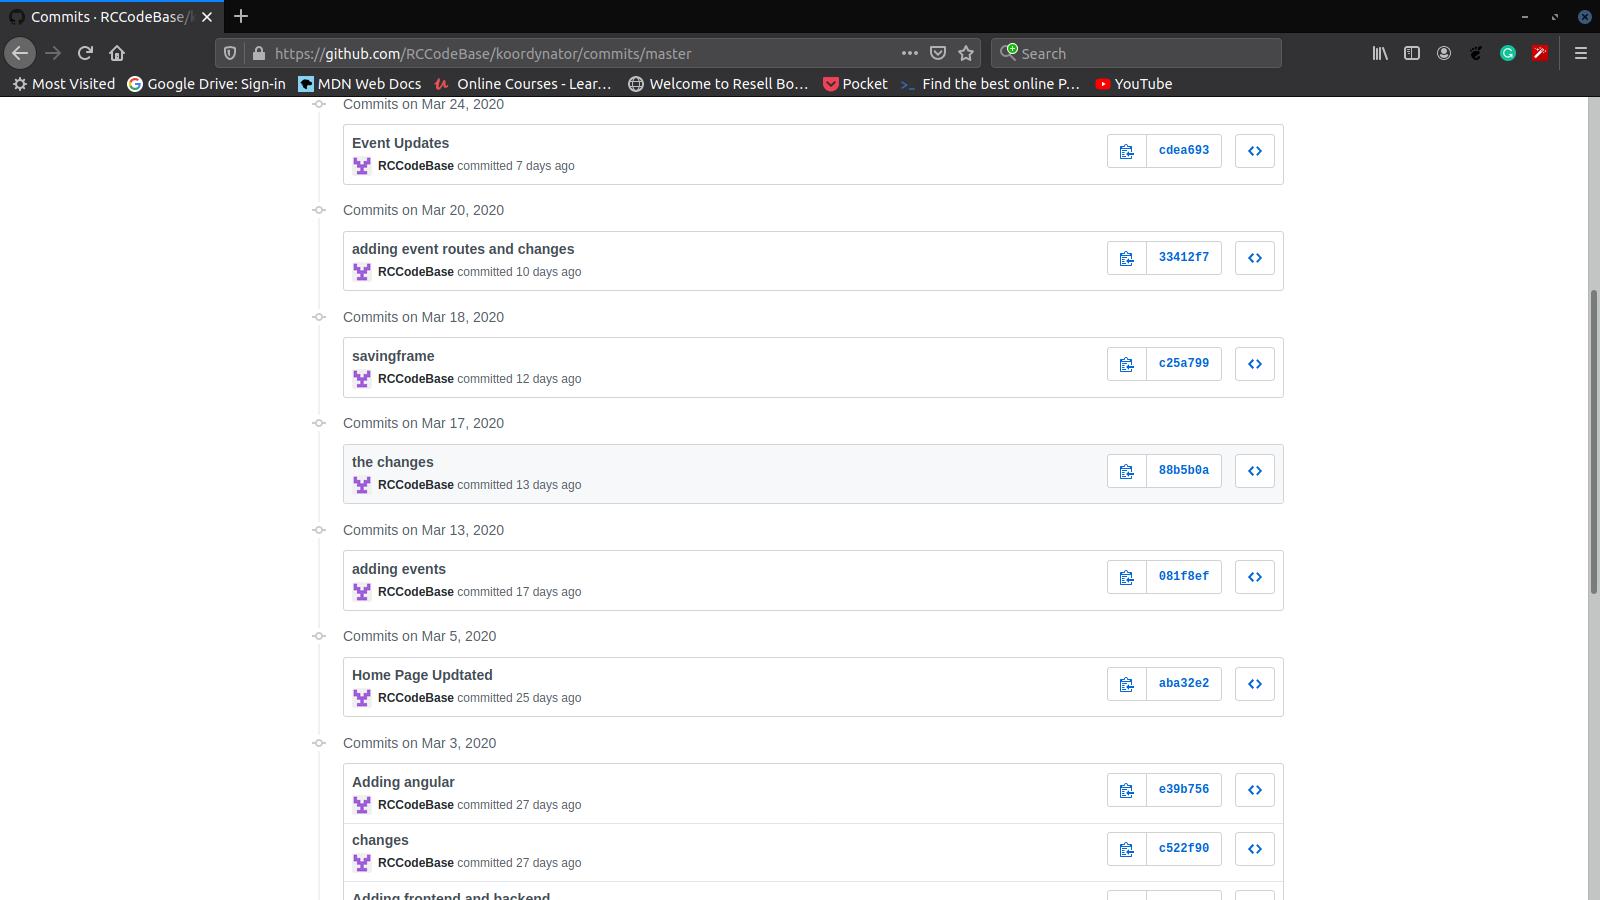 Commits · RCCodeBase/
https://github.com/RCCodeBase/koordynator/commits/master
Search
Most Visited
Google Drive: Sign-in
MDN Web Docs
Online Courses - Lear…
Welcome to Resell Bo…
Pocket
Find the best online P…
YouTube
Commits on Mar 24, 2020
Event Updates
cdea693
RCCodeBase committed 7 days ago
Commits on Mar 20, 2020
adding event routes and changes
33412f7
RCCodeBase committed 10 days ago
Commits on Mar 18, 2020
savingframe
c25a799
RCCodeBase committed 12 days ago
Commits on Mar 17, 2020
the changes
88b5b0a
RCCodeBase committed 13 days ago
Commits on Mar 13, 2020
adding events
081f8ef
RCCodeBase committed 17 days ago
Commits on Mar 5, 2020
Home Page Updtated
aba32e2
RCCodeBase committed 25 days ago
Commits on Mar 3, 2020
Adding angular
e39b756
RCCodeBase committed 27 days ago
changes
c522f90
RCCodeBase committed 27 days ago
Adding frontend and backend